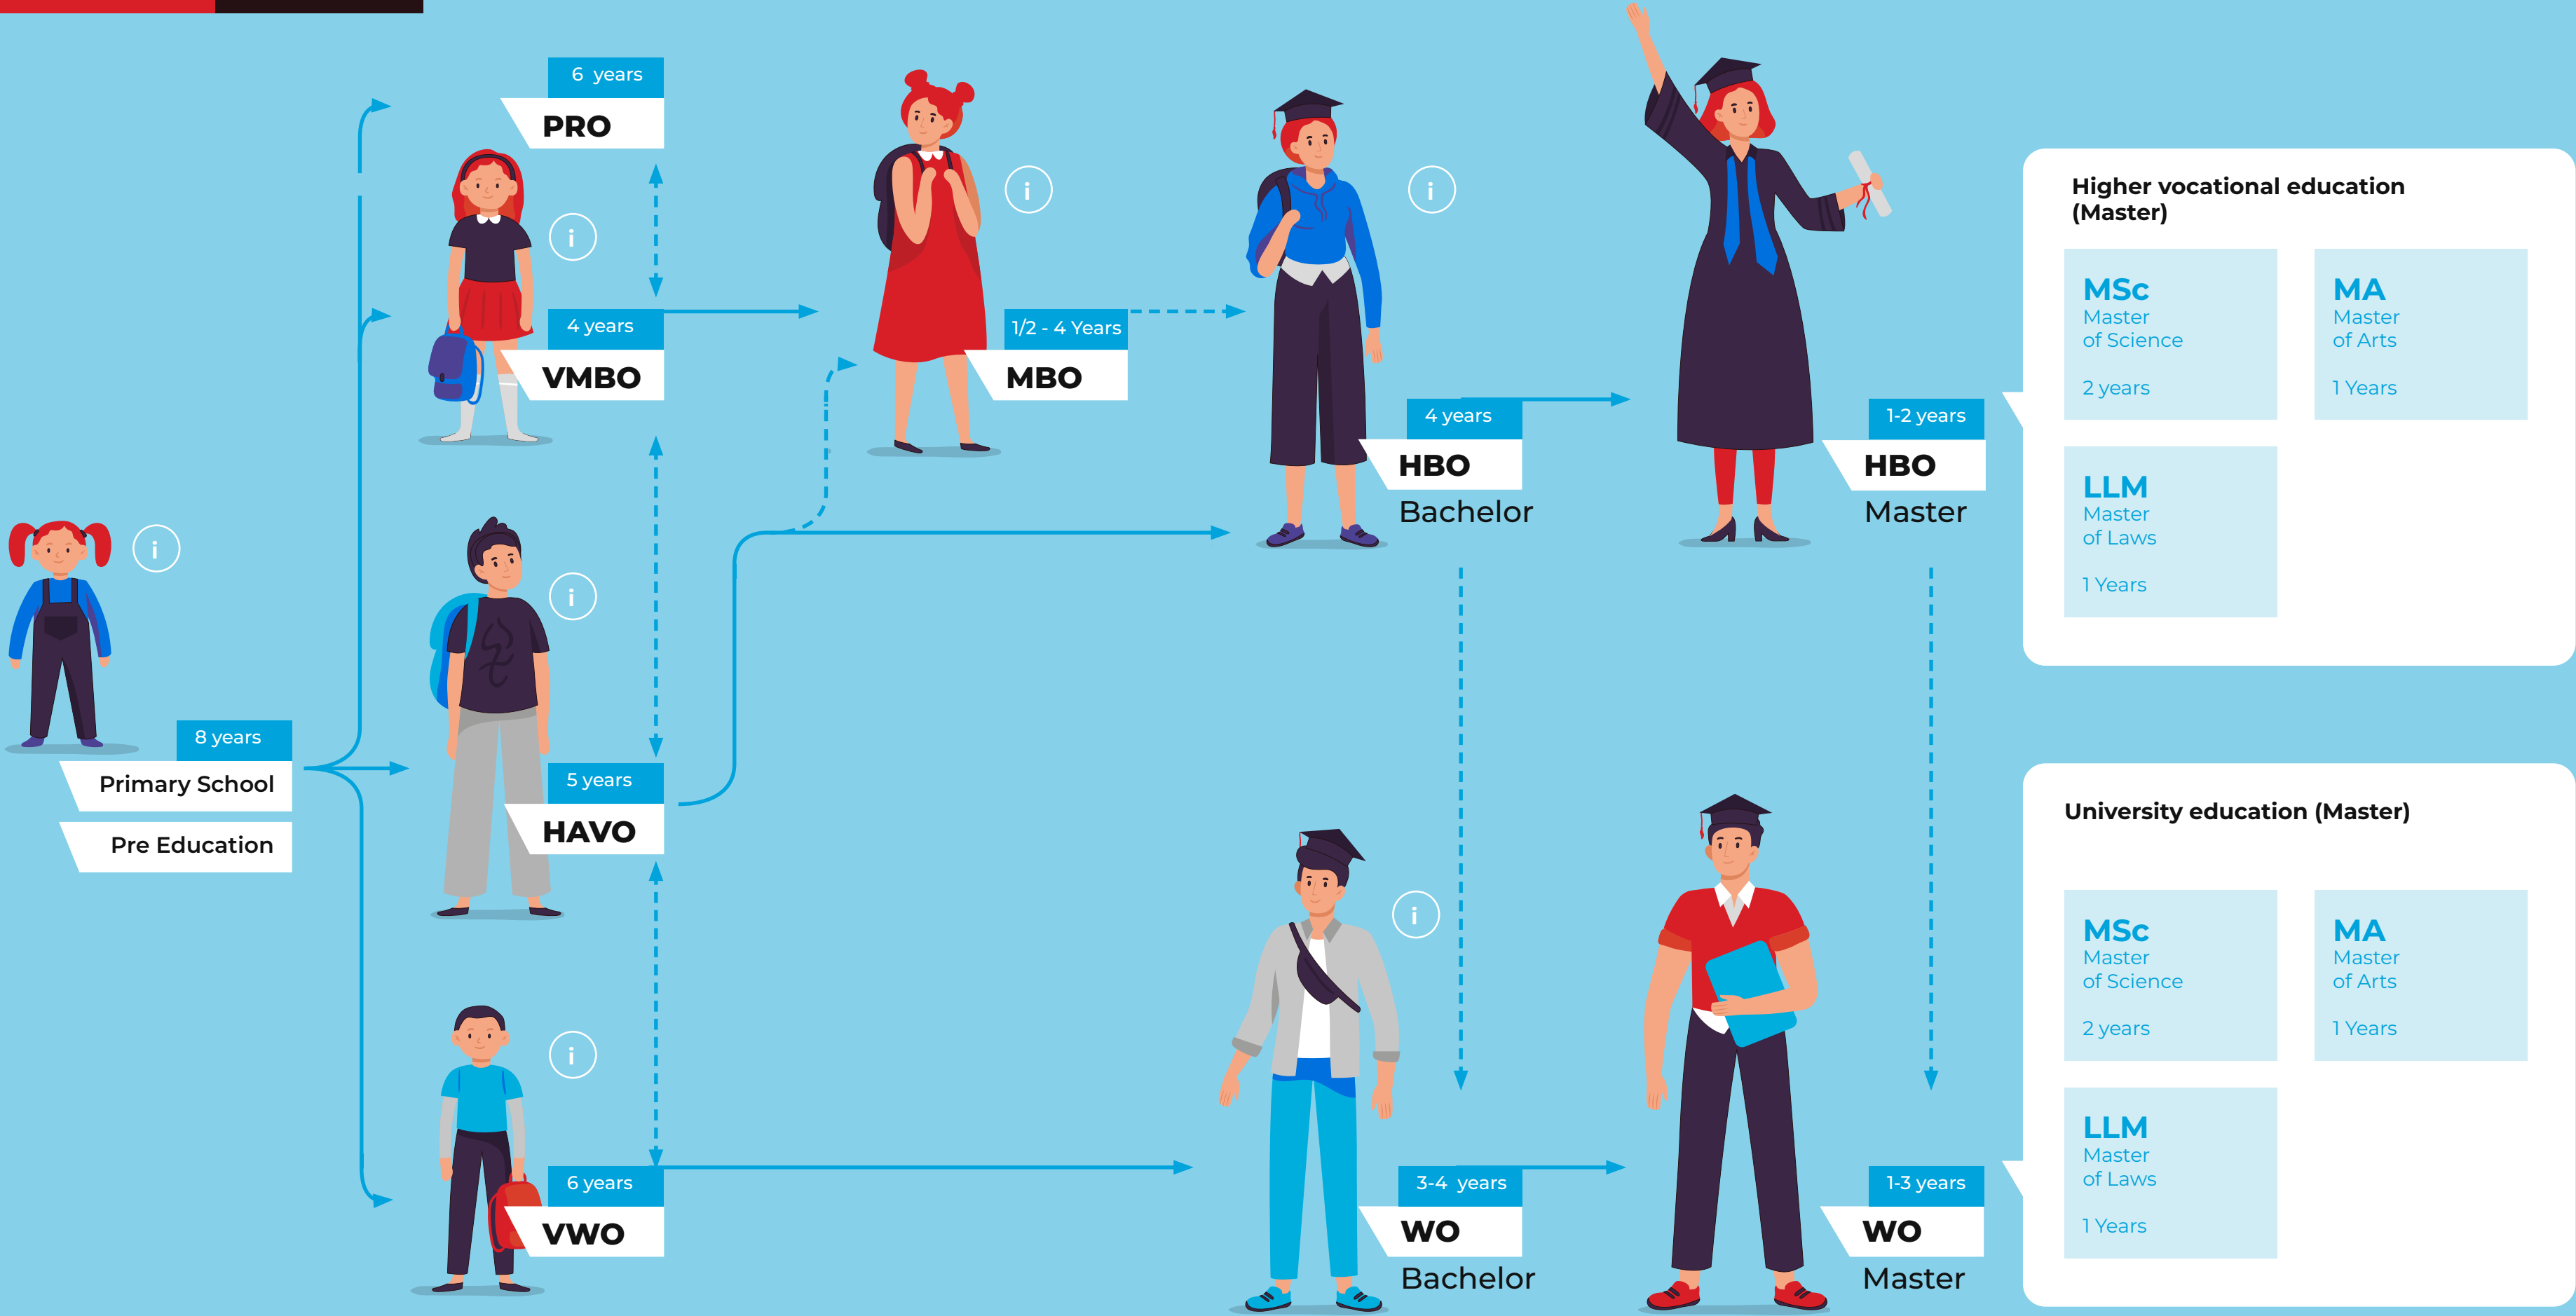 6 years
PRO
i
4 years
VMBO
i
1/2 - 4 Years
MBO
i
4 years
HBO
Bachelor
1-2 years
HBO
Master
Higher vocational education
(Master)
MSc
Master
of Science
2 years
MA
Master
of Arts
1 Years
LLM
Master
of Laws
1 Years
i
8 years
Primary School
Pre Education
i
5 years
HAVO
i
6 years
VWO
i
3-4 years
WO
Bachelor
1-3 years
WO
Master
University education (Master)
MSc
Master
of Science
2 years
MA
Master
of Arts
1 Years
LLM
Master
of Laws
1 Years